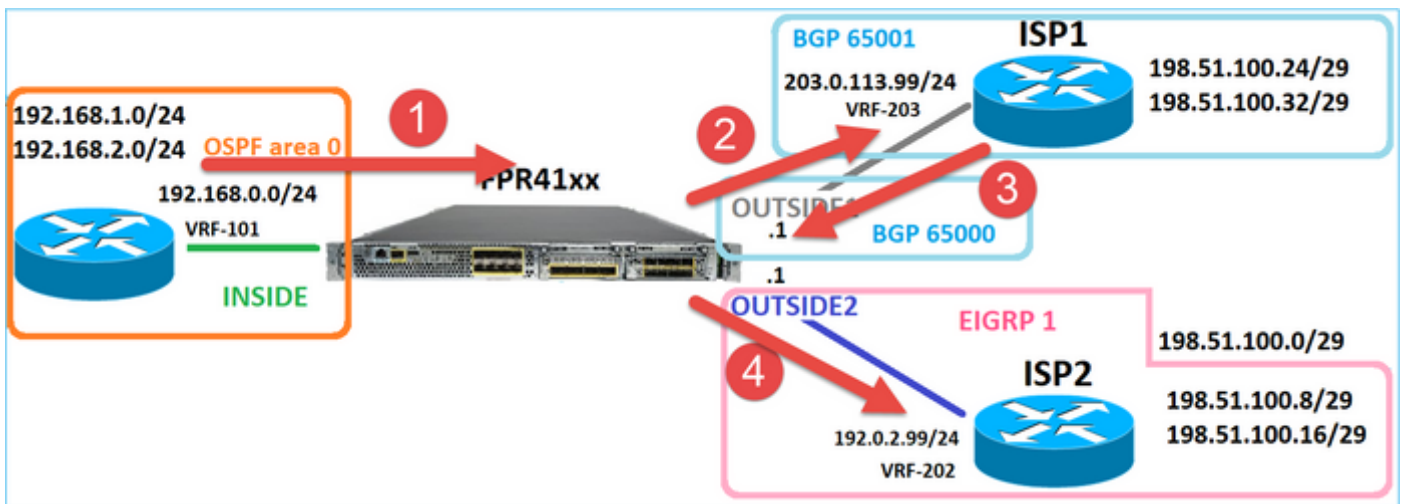 BGP 65001
ISP1
203.0.113.99/24
VRF-203
198.51.100.24/29
198.51.100.32/29
192.168.1.0/24
192.168.2.0/24
OSPF area 0
1
2
3
192.168.0.0/24
FPR41xx
VRF-101
INSIDE
OUTSIDE1
.1
BGP 65000
.1
OUTSIDE2
EIGRP 1
198.51.100.0/29
4
ISP2
198.51.100.8/29
198.51.100.16/29
192.0.2.99/24
VRF-202